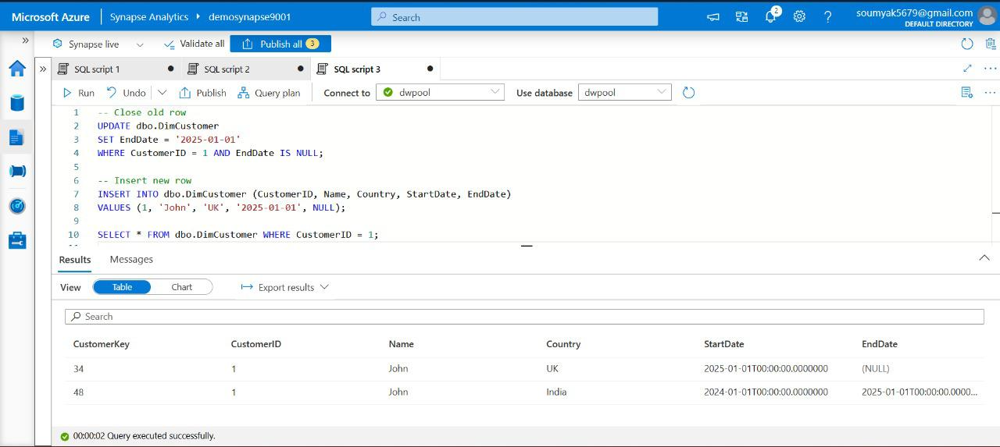 Microsoft Azure | Synapse Analytics ▸ demosynapse9001 Search 2 ? soumyak5679@gmail.com
DEFAULT DIRECTORY
» Synapse live Validate all Publish all 3
» SQL script 1 ● SQL script 2 ● SQL script 3 ● ...
Run Undo Publish Query plan Connect to dwpool Use database dwpool ...
1 -- Close old row
2 UPDATE dbo.DimCustomer
3 SET EndDate = '2025-01-01'
4 WHERE CustomerID = 1 AND EndDate IS NULL;
5
6 -- Insert new row
7 INSERT INTO dbo.DimCustomer (CustomerID, Name, Country, StartDate, EndDate)
8 VALUES (1, 'John', 'UK', '2025-01-01', NULL);
9
10 SELECT * FROM dbo.DimCustomer WHERE CustomerID = 1;
Results Messages
View Table Chart Export results
Search
CustomerKey CustomerID Name Country StartDate EndDate
34 1 John UK 2025-01-01T00:00:00.0000000 (NULL)
48 1 John India 2024-01-01T00:00:00.0000000 2025-01-01T00:00:00.0000...
00:00:02 Query executed successfully.